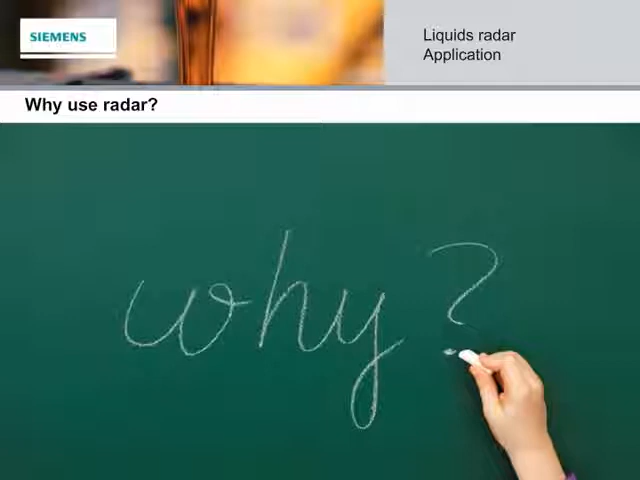 SIEMENS
Liquids radar
Application
Why use radar?
why?